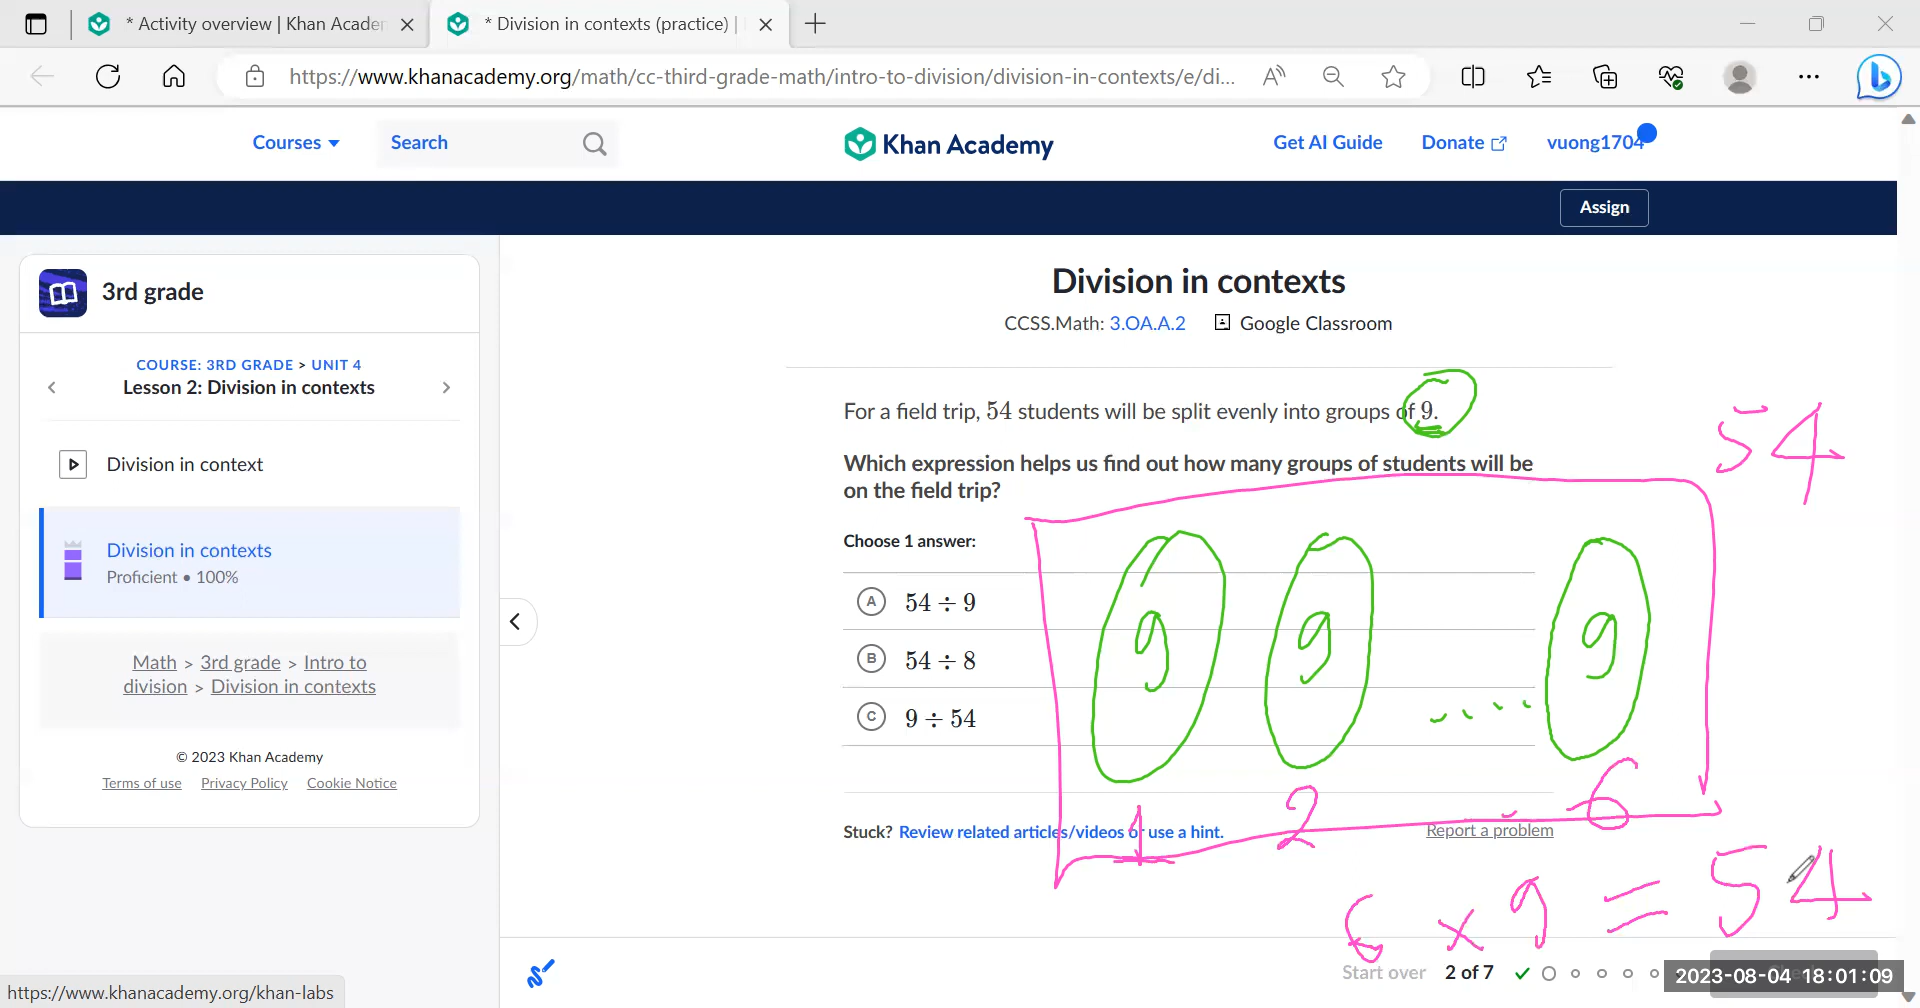 * Activity overview | Khan Academ
* Division in contexts (practice) |
https://www.khanacademy.org/math/cc-third-grade-math/intro-to-division/division-in-contexts/e/di...
Courses
Search
Khan Academy
Get AI Guide
Donate
vuong1704
Assign
3rd grade
COURSE: 3RD GRADE > UNIT 4
Lesson 2: Division in contexts
Division in context
Division in contexts
Proficient • 100%
Math > 3rd grade > Intro to
division > Division in contexts
© 2023 Khan Academy
Terms of use Privacy Policy Cookie Notice
Division in contexts
CCSS.Math: 3.OA.A.2 Google Classroom
For a field trip, 54 students will be split evenly into groups of 9.
54
Which expression helps us find out how many groups of students will be
on the field trip?
Choose 1 answer:
A 54 ÷ 9
B 54 ÷ 8
C 9 ÷ 54
9 9 ..... 9
1 2 6
Stuck? Review related articles/videos or use a hint.
Report a problem
6 × 9 = 54
Start over 2 of 7
2023-08-04 18:01:09
https://www.khanacademy.org/khan-labs